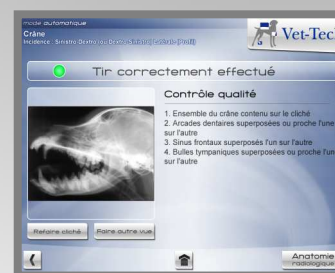 mode automatique
Crâne
Incidence : Sinistro Dextro (ou Dextro Sinistro) Latérale (Profil)
Vet-Tec
Tir correctement effectué
Contrôle qualité
1. Ensemble du crâne contenu sur le cliché
2. Arcades dentaires superposées ou proche l'une
sur l'autre
3. Sinus frontaux superposés l'un sur l'autre
4. Bulles tympaniques superposées ou proche l'un
sur l'autre
Refaire cliché
Faire autre vue
Anatomie
radiologique